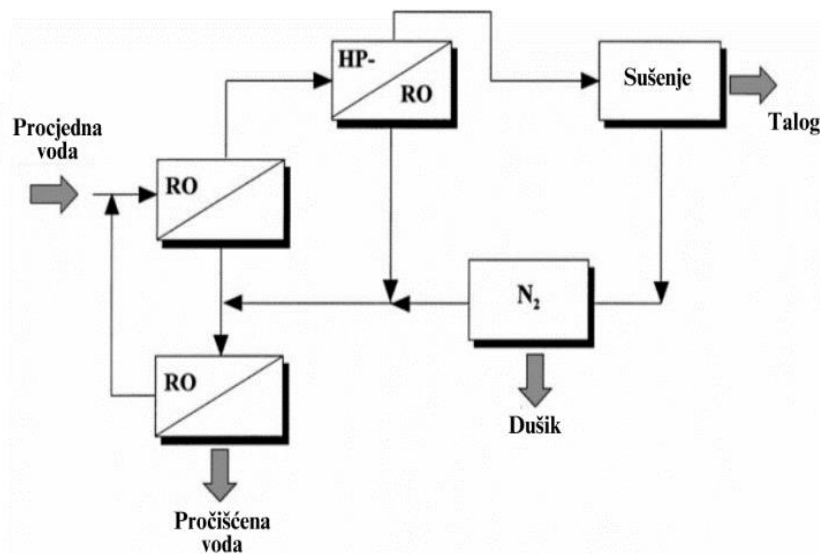 HP-
RO
Sušenje
Talog
Procjedna
voda
RO
N₂
RO
Dušik
Pročišćena
voda